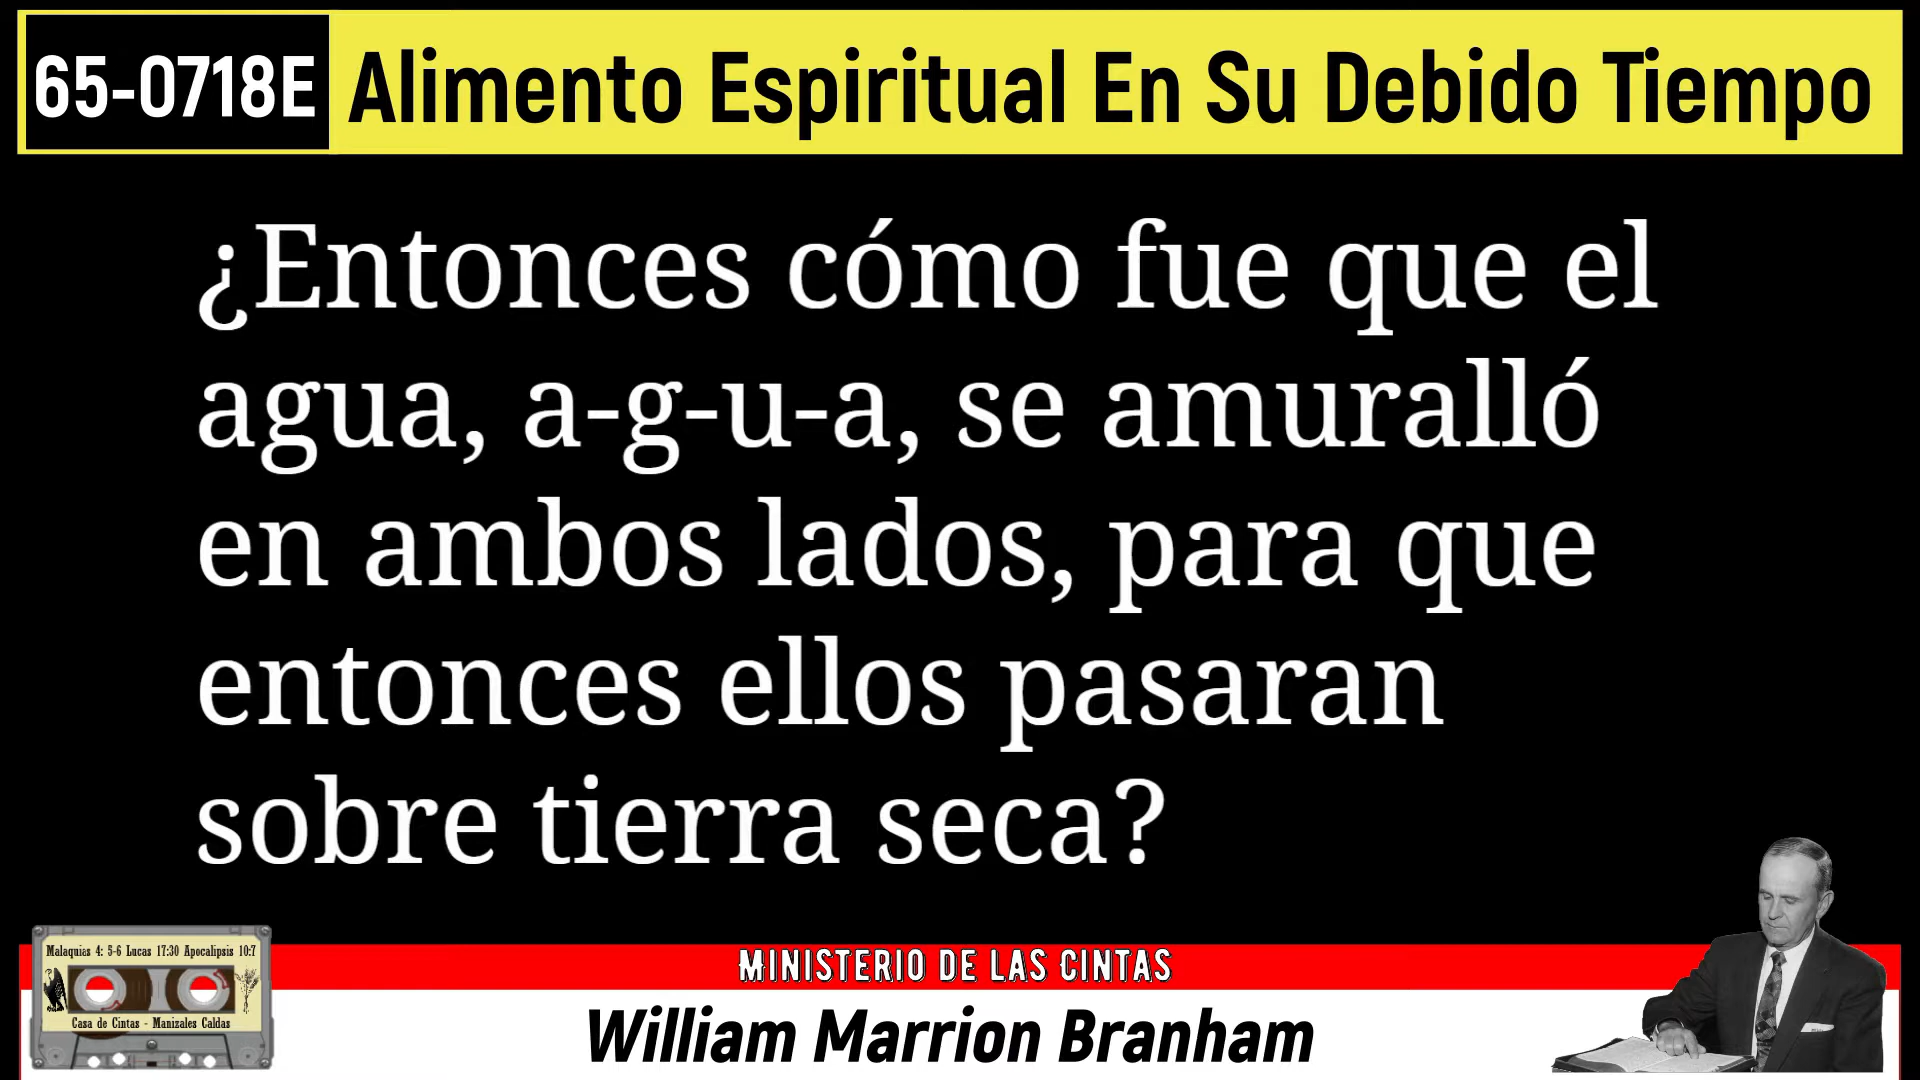 65-0718E Alimento Espiritual En Su Debido Tiempo
¿Entonces cómo fue que el
agua, a-g-u-a, se amuralló
en ambos lados, para que
entonces ellos pasaran
sobre tierra seca?
Malaquias 4: 5-6 Lucas 17:30 Apocalipsis 10:7
Casa de Cintas - Manizales Caldas
MINISTERIO DE LAS CINTAS
William Marrion Branham